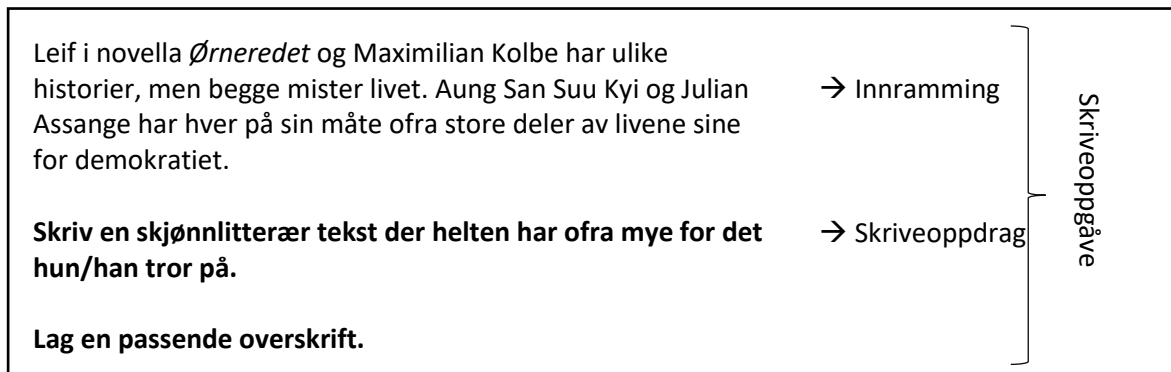 Leif i novella Ørneredet og Maximilian Kolbe har ulike
historier, men begge mister livet. Aung San Suu Kyi og Julian → Innramming
Assange har hver på sin måte ofra store deler av livene sine
for demokratiet.
Skriv en skjønnlitterær tekst der helten har ofra mye for det → Skriveoppdrag
hun/han tror på.
Lag en passende overskrift.
Skriveoppgåve